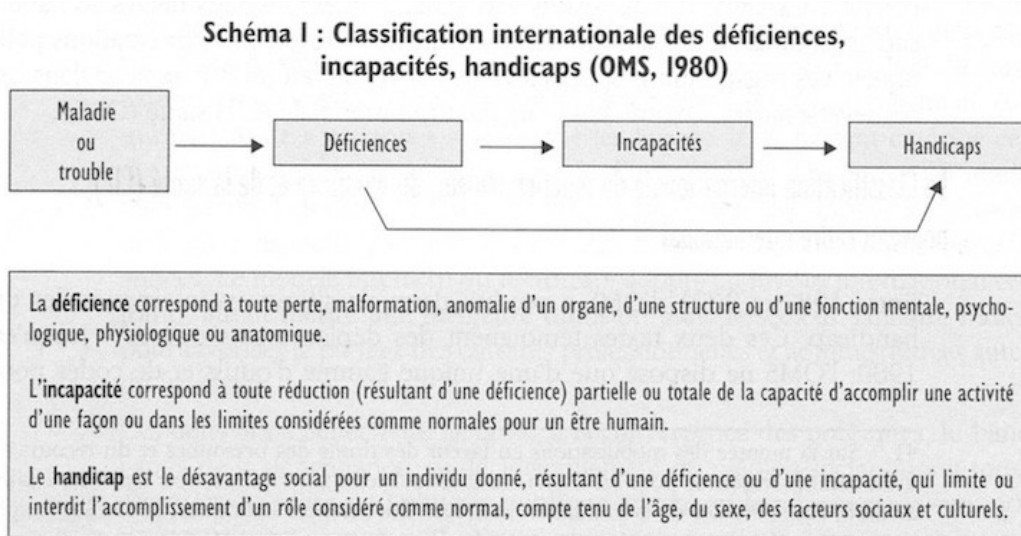 Schéma I : Classification internationale des déficiences,
incapacités, handicaps (OMS, 1980)
Maladie
ou
trouble
Déficiences
Incapacités
Handicaps
La déficience correspond à toute perte, malformation, anomalie d'un organe, d'une structure ou d'une fonction mentale, psycho-
logique, physiologique ou anatomique.
L'incapacité correspond à toute réduction (résultant d'une déficience) partielle ou totale de la capacité d'accomplir une activité
d'une façon ou dans les limites considérées comme normales pour un être humain.
Le handicap est le désavantage social pour un individu donné, résultant d'une déficience ou d'une incapacité, qui limite ou
interdit l'accomplissement d'un rôle considéré comme normal, compte tenu de l'âge, du sexe, des facteurs sociaux et culturels.